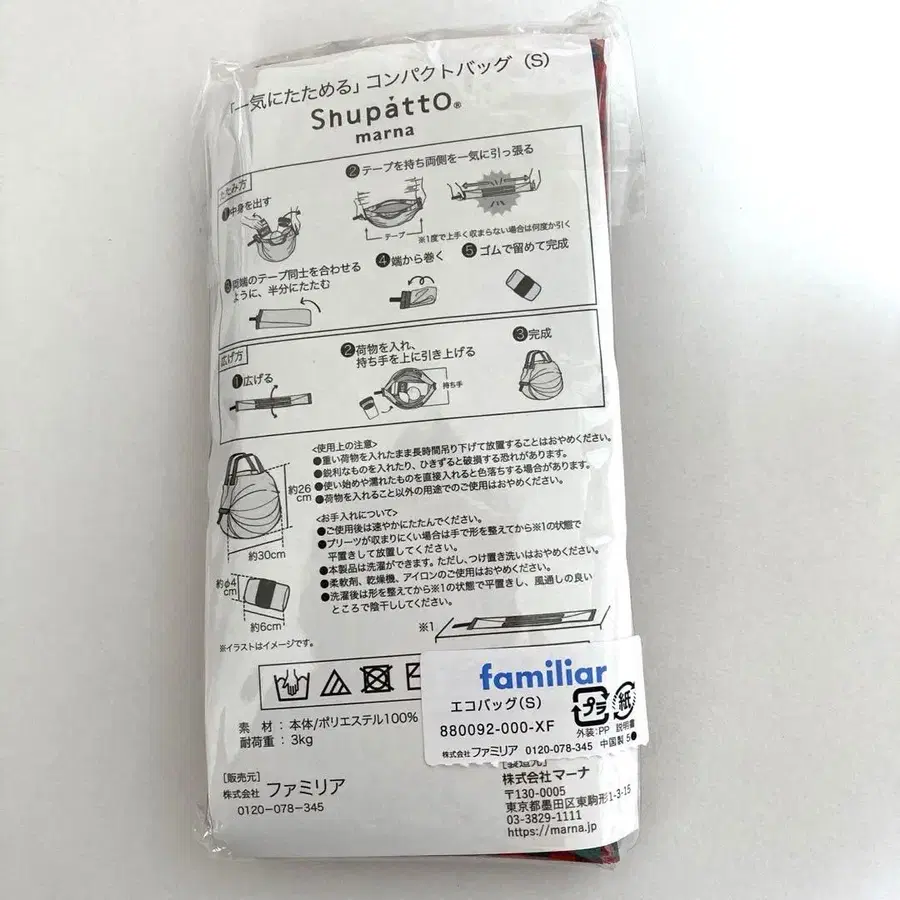 「一気にたためる」コンパクトバッグ（S）
Shupatto®
marna
たたみ方
❶中身を出す
❷テープを持ち両側を一気に引っ張る
テープ
※1度で上手く収まらない場合は何度か引く
❸両端のテープ同士を合わせる
ように、半分にたたむ
❹端から巻く
❺ゴムで留めて完成
広げ方
❶広げる
❷荷物を入れ、
持ち手を上に引き上げる
持ち手
❸完成
<使用上の注意>
●重い荷物を入れたまま長時間吊り下げて放置することはおやめください。
●鋭利なものを入れたり、ひきずると破損する恐れがあります。
●使い始めや濡れたものを直接入れると色落ちする場合があります。
●荷物を入れること以外の用途でのご使用はおやめください。
約26
cm
約30cm
<お手入れについて>
●ご使用後は速やかにたたんでください。
●プリーツが収まりにくい場合は手で形を整えてから※1の状態で
平置きして放置してください。
●本製品は洗濯ができます。ただし、つけ置き洗いはおやめください。
●柔軟剤、乾燥機、アイロンのご使用はおやめください。
●洗濯後は形を整えてから※1の状態で平置きし、風通しの良い
ところで陰干ししてください。
約φ4
cm
約6cm
※イラストはイメージです。
※1
素 材：本体/ポリエステル100%
耐荷重：3kg
familiar
エコバッグ(S)
880092-000-XF
プラ
紙
外装:PP
説明書
株式会社 ファミリア 0120-078-345 中国製 5●
[販売元]
株式会社 ファミリア
0120-078-345
[製造元]
株式会社マーナ
〒130-0005
東京都墨田区東駒形1-3-15
03-3829-1111
https://marna.jp